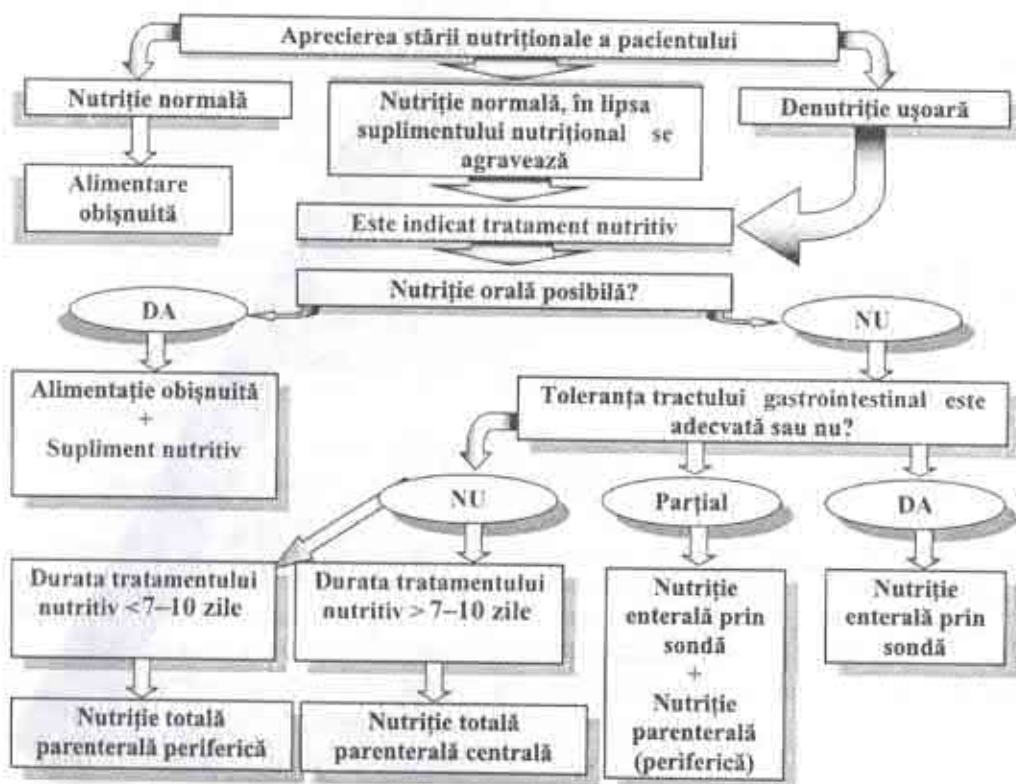 Aprecierea stării nutriționale a pacientului
Nutriție normală
Nutriție normală, în lipsa
suplimentului nutrițional se
agravează
Denutriție ușoară
Alimentare
obișnuită
Este indicat tratament nutritiv
Nutriție orală posibilă?
DA
NU
Alimentație obișnuită
+
Supliment nutritiv
Toleranța tractului gastrointestinal este
adecvată sau nu?
NU
Parțial
DA
Durata tratamentului
nutritiv <7–10 zile
Durata tratamentului
nutritiv > 7–10 zile
Nutriție
enterală prin
sondă
+
Nutriție
parenterală
(periferică)
Nutriție
enterală prin
sondă
Nutriție totală
parenterală periferică
Nutriție totală
parenterală centrală